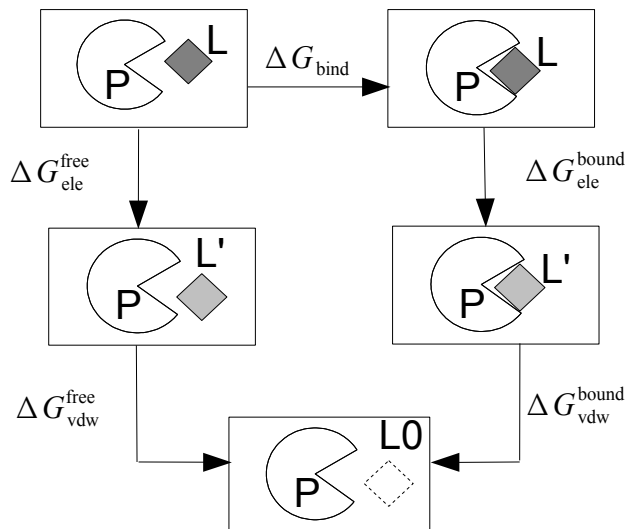 P L
ΔG_bind
P L
ΔG_ele^free
ΔG_ele^bound
P L'
P L'
ΔG_vdw^free
ΔG_vdw^bound
P L0